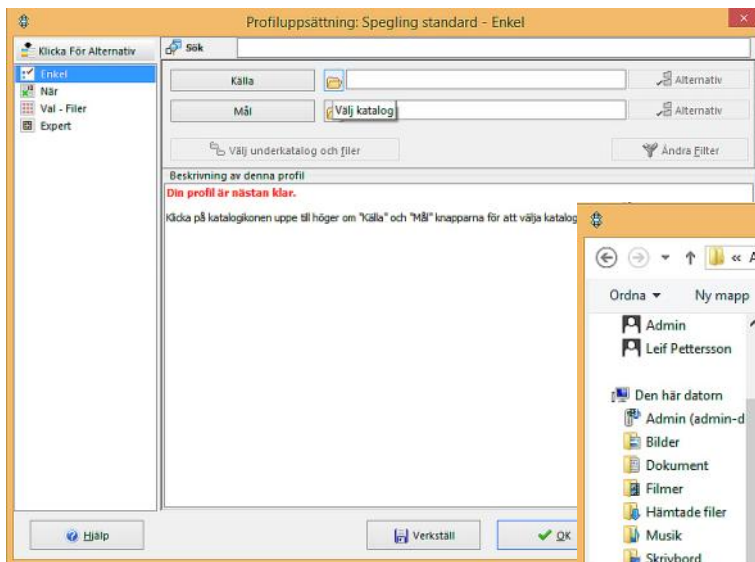 Profiluppsättning: Spegling standard - Enkel
Klicka För Alternativ
Sök
Enkel
När
Val - Filer
Expert
Källa
Alternativ
Mål
Välj katalog
Alternativ
Välj underkatalog och filer
Ändra Filter
Beskrivning av denna profil
Din profil är nästan klar.
Klicka på katalogikonen uppe till höger om "Källa" och "Mål" knapparna för att välja katalog
Hjälp
Verkställ
OK
« A
Ordna
Ny mapp
Admin
Leif Pettersson
Den här datorn
Admin (admin-d
Bilder
Dokument
Filmer
Hämtade filer
Musik
Skrivbord